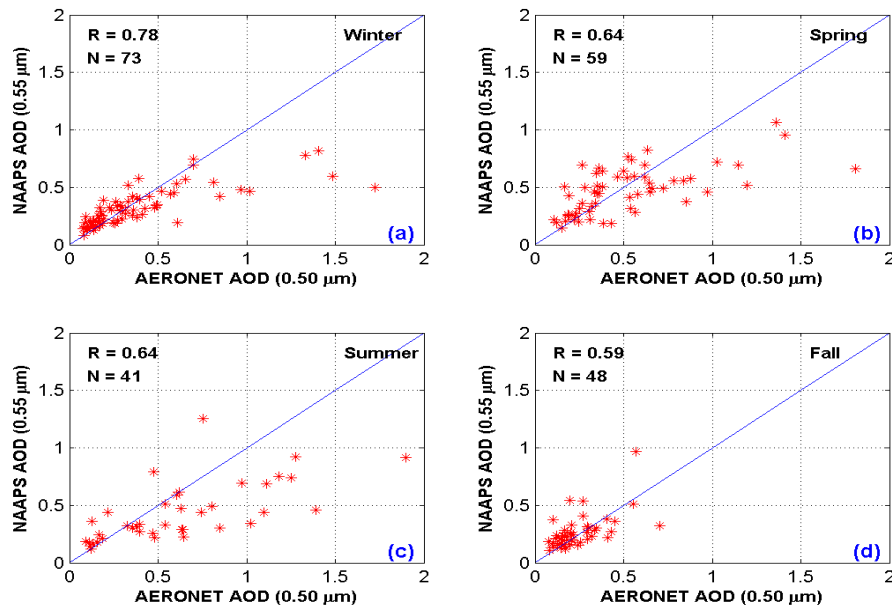 2
1.5
1
0.5
0
0 0.5 1 1.5 2
NAAPS AOD (0.55 μm)
AERONET AOD (0.50 μm)
R = 0.78
N = 73
Winter
(a)
2
1.5
1
0.5
0
0 0.5 1 1.5 2
NAAPS AOD (0.55 μm)
AERONET AOD (0.50 μm)
R = 0.64
N = 59
Spring
(b)
2
1.5
1
0.5
0
0 0.5 1 1.5 2
NAAPS AOD (0.55 μm)
AERONET AOD (0.50 μm)
R = 0.64
N = 41
Summer
(c)
2
1.5
1
0.5
0
0 0.5 1 1.5 2
NAAPS AOD (0.55 μm)
AERONET AOD (0.50 μm)
R = 0.59
N = 48
Fall
(d)